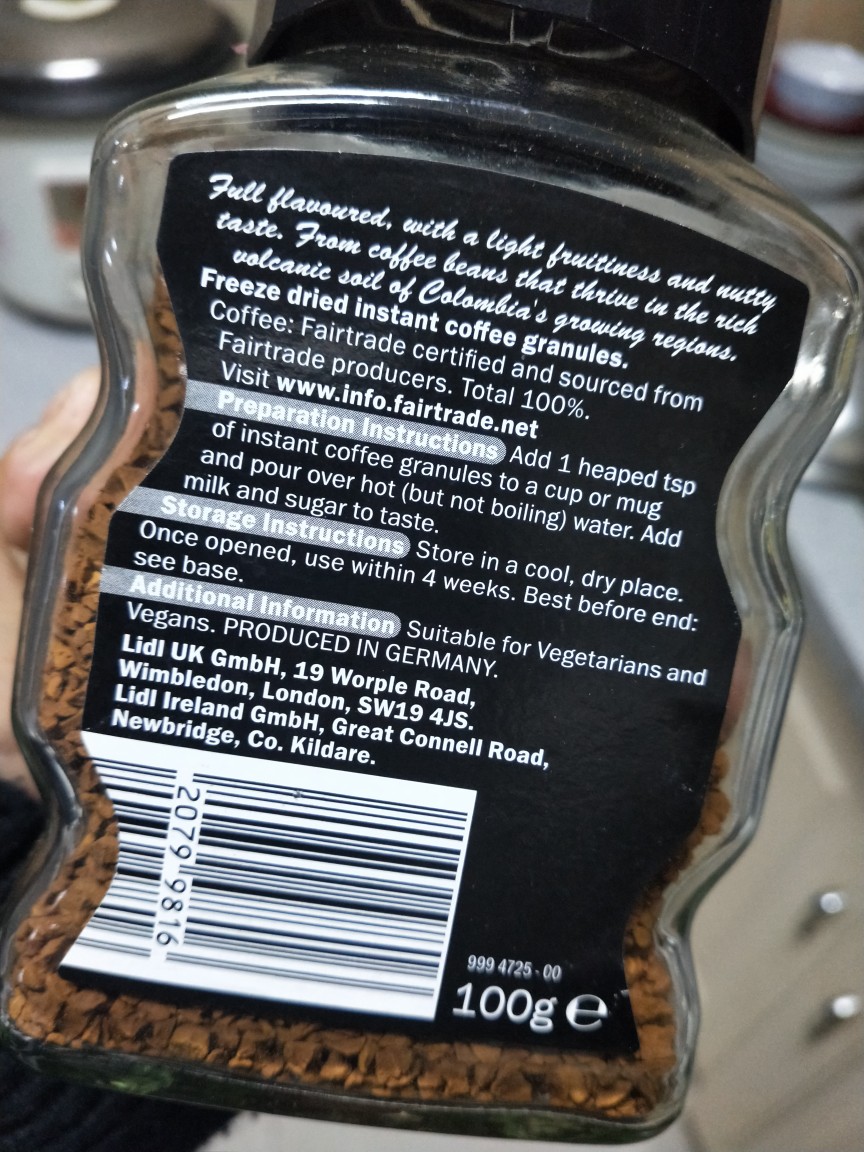 Full flavoured, with a light fruitiness and nutty
taste. From coffee beans that thrive in the rich
volcanic soil of Colombia's growing regions.
Freeze dried instant coffee granules.
Coffee: Fairtrade certified and sourced from
Fairtrade producers. Total 100%.
Visit www.info.fairtrade.net
Preparation Instructions Add 1 heaped tsp
of instant coffee granules to a cup or mug
and pour over hot (but not boiling) water. Add
milk and sugar to taste.
Storage Instructions Store in a cool, dry place.
Once opened, use within 4 weeks. Best before end:
see base.
Additional Information Suitable for Vegetarians and
Vegans. PRODUCED IN GERMANY.
Lidl UK GmbH, 19 Worple Road,
Wimbledon, London, SW19 4JS.
Lidl Ireland GmbH, Great Connell Road,
Newbridge, Co. Kildare.
2079 9816
999 4725-00
100g e